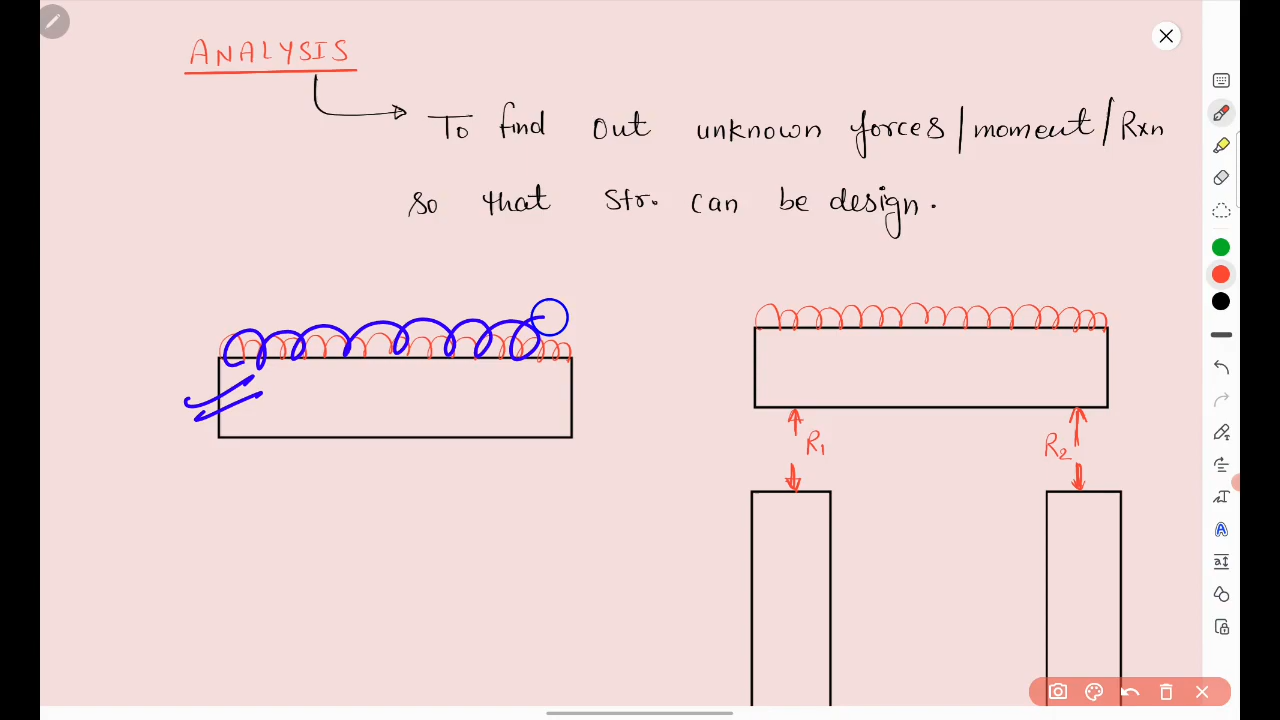 ANALYSIS
To find out unknown forces/moment/Rxn
so that Str. can be design.
R1
R2